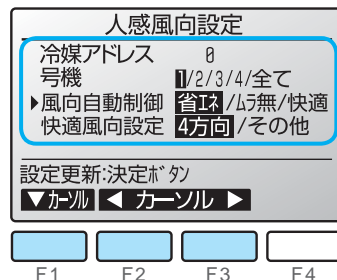 人感風向設定
冷媒アドレス 0
号機 1/2/3/4/全て
▶風向自動制御 省エネ/ムラ無/快適
快適風向設定 4方向/その他
設定更新:決定ボタン
▼カーソル ◀ カーソル ▶
F1 F2 F3 F4